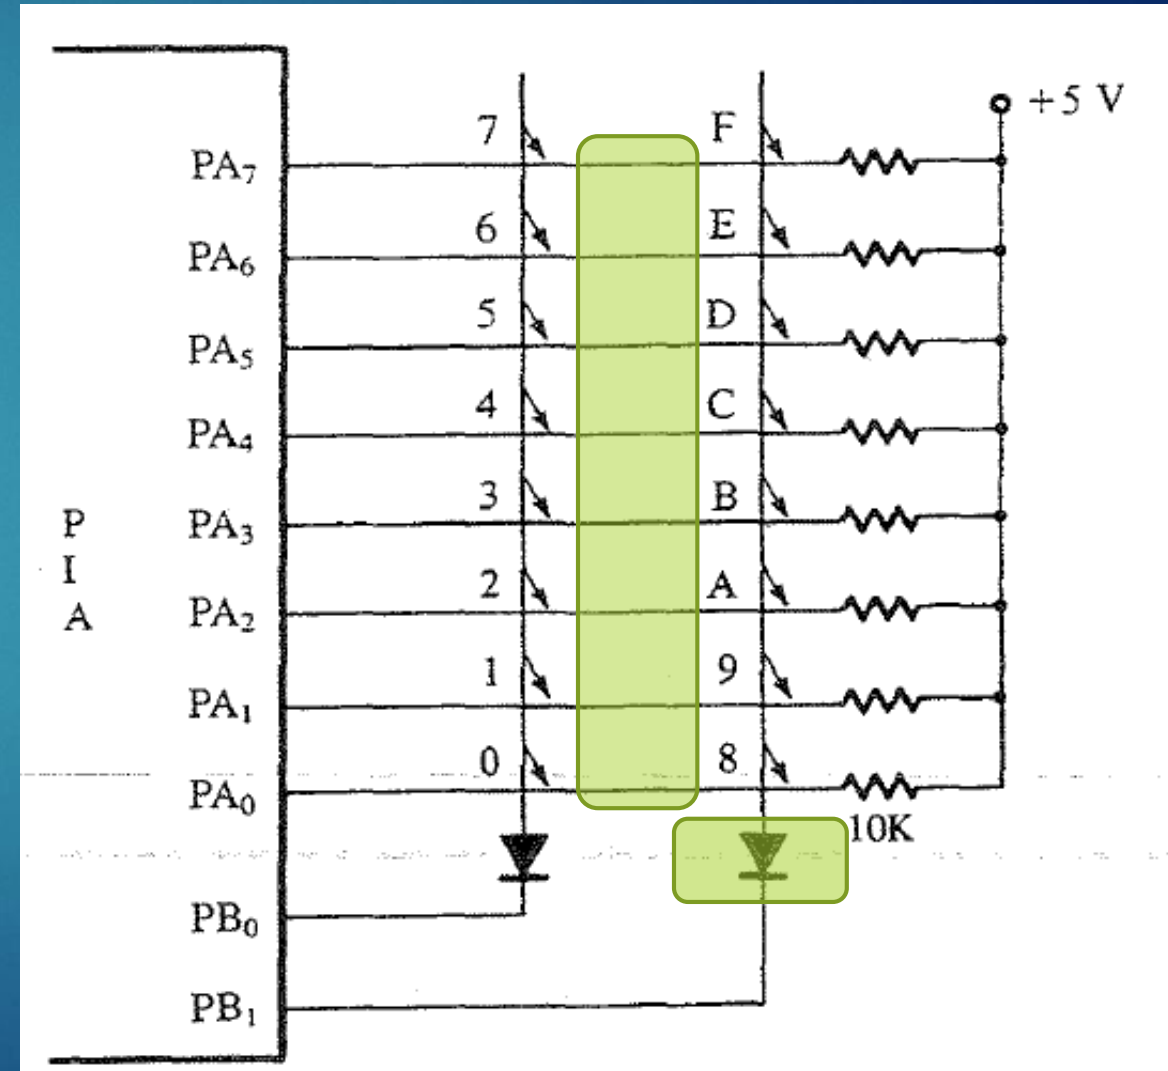 +5 V
7 F
PA₇
6 E
PA₆
5 D
PA₅
4 C
PA₄
3 B
P
I
A
PA₃
2 A
PA₂
1 9
PA₁
0 8
PA₀
10K
PB₀
PB₁